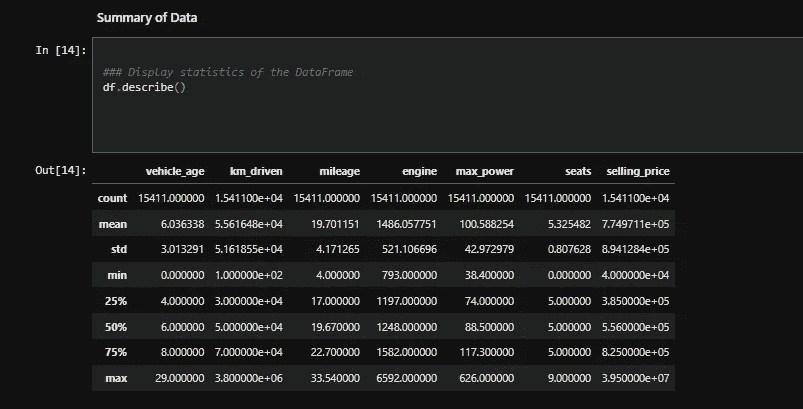 Summary of Data
In [14]:
### Display statistics of the DataFrame
df.describe()
Out[14]:
vehicle_age km_driven mileage engine max_power seats selling_price
count 15411.000000 1.541100e+04 15411.000000 15411.000000 15411.000000 15411.000000 1.541100e+04
mean 6.036338 5.561648e+04 19.701151 1486.057751 100.588254 5.325482 7.749711e+05
std 3.013291 5.161855e+04 4.171265 521.106696 42.972979 0.807628 8.941284e+05
min 0.000000 1.000000e+02 4.000000 793.000000 38.400000 0.000000 4.000000e+04
25% 4.000000 3.000000e+04 17.000000 1197.000000 74.000000 5.000000 3.850000e+05
50% 6.000000 5.000000e+04 19.670000 1248.000000 88.500000 5.000000 5.560000e+05
75% 8.000000 7.000000e+04 22.700000 1582.000000 117.300000 5.000000 8.250000e+05
max 29.000000 3.800000e+06 33.540000 6592.000000 626.000000 9.000000 3.950000e+07